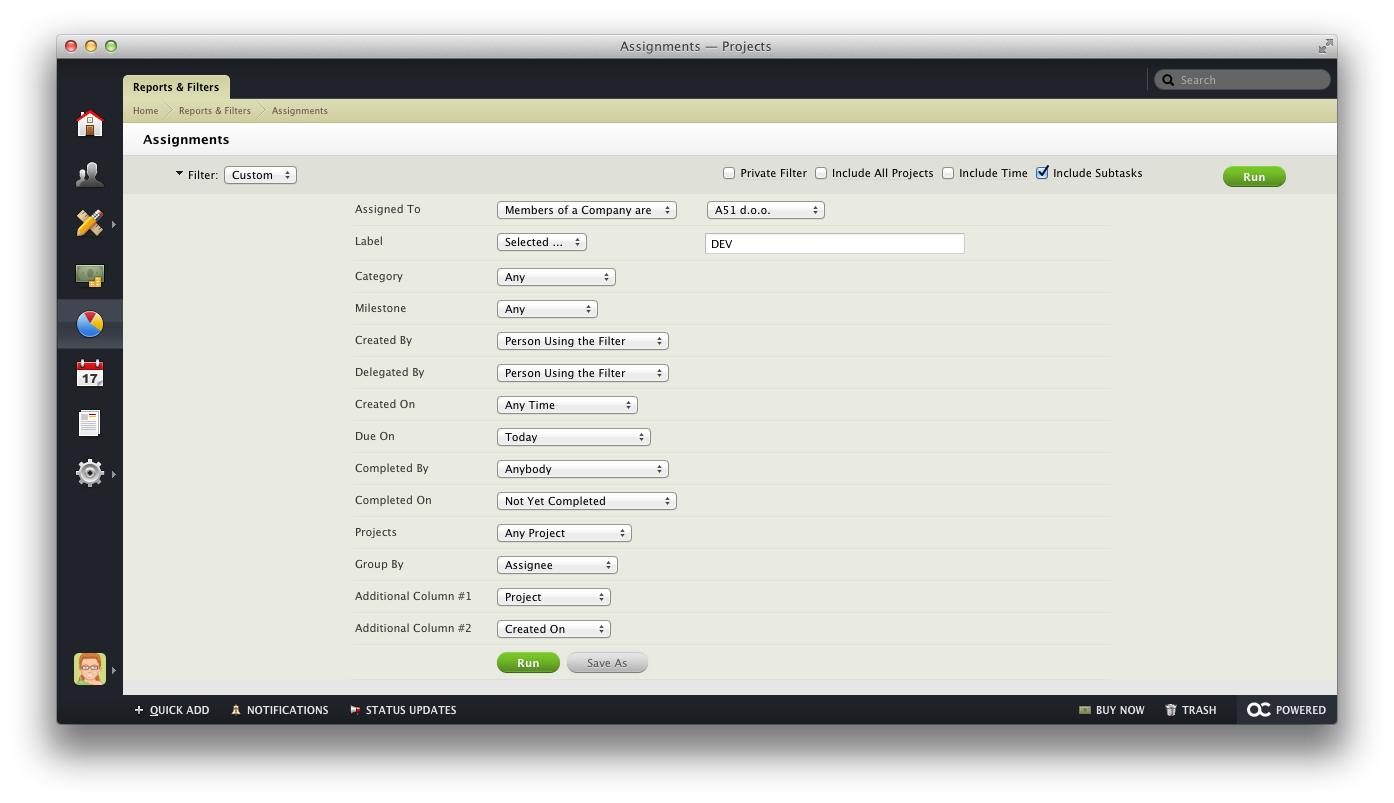 Assignments — Projects
Reports & Filters
Search
Home Reports & Filters Assignments
Assignments
Filter: Custom
Private Filter Include All Projects Include Time Include Subtasks
Run
Assigned To Members of a Company are A51 d.o.o.
Label Selected ... DEV
Category Any
Milestone Any
Created By Person Using the Filter
Delegated By Person Using the Filter
Created On Any Time
Due On Today
Completed By Anybody
Completed On Not Yet Completed
Projects Any Project
Group By Assignee
Additional Column #1 Project
Additional Column #2 Created On
Run Save As
17
QUICK ADD NOTIFICATIONS STATUS UPDATES BUY NOW TRASH POWERED